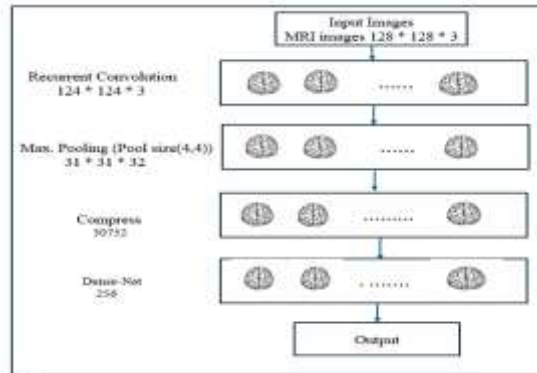 Input Images
MRI images 128 * 128 * 3
Recurrent Convolution
124 * 124 * 3
......
Max. Pooling (Pool size(4,4))
31 * 31 * 32
......
Compress
30752
.........
Dense-Net
256
. .......
Output